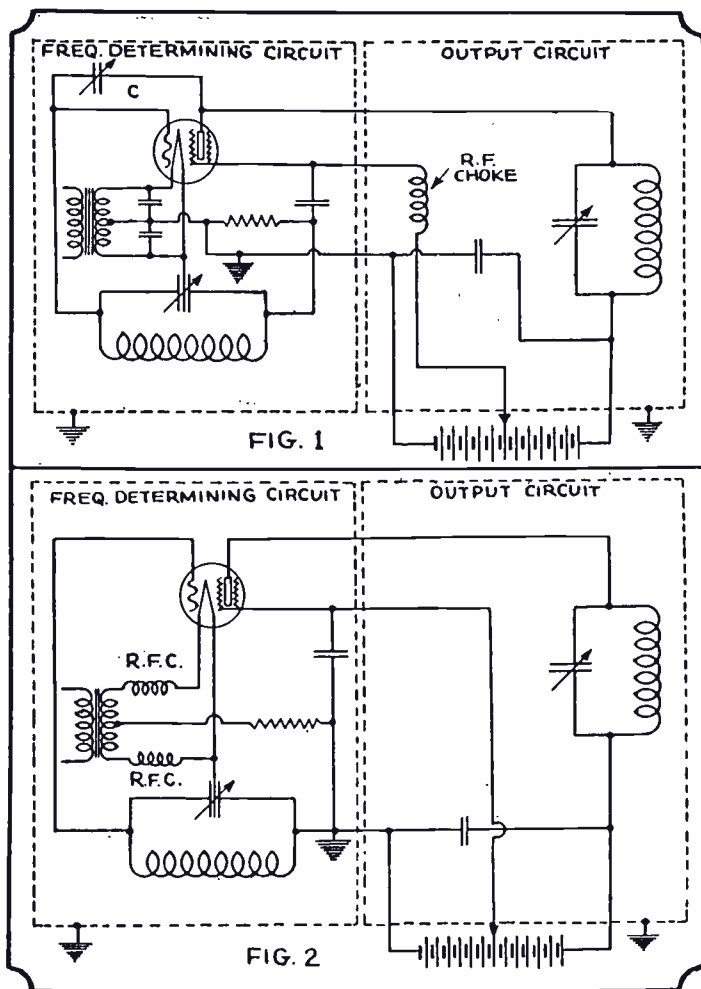 FREQ. DETERMINING CIRCUIT
OUTPUT CIRCUIT
C
R.F.
CHOKE
FIG. 1
FREQ. DETERMINING CIRCUIT
OUTPUT CIRCUIT
R.F.C.
R.F.C.
FIG. 2